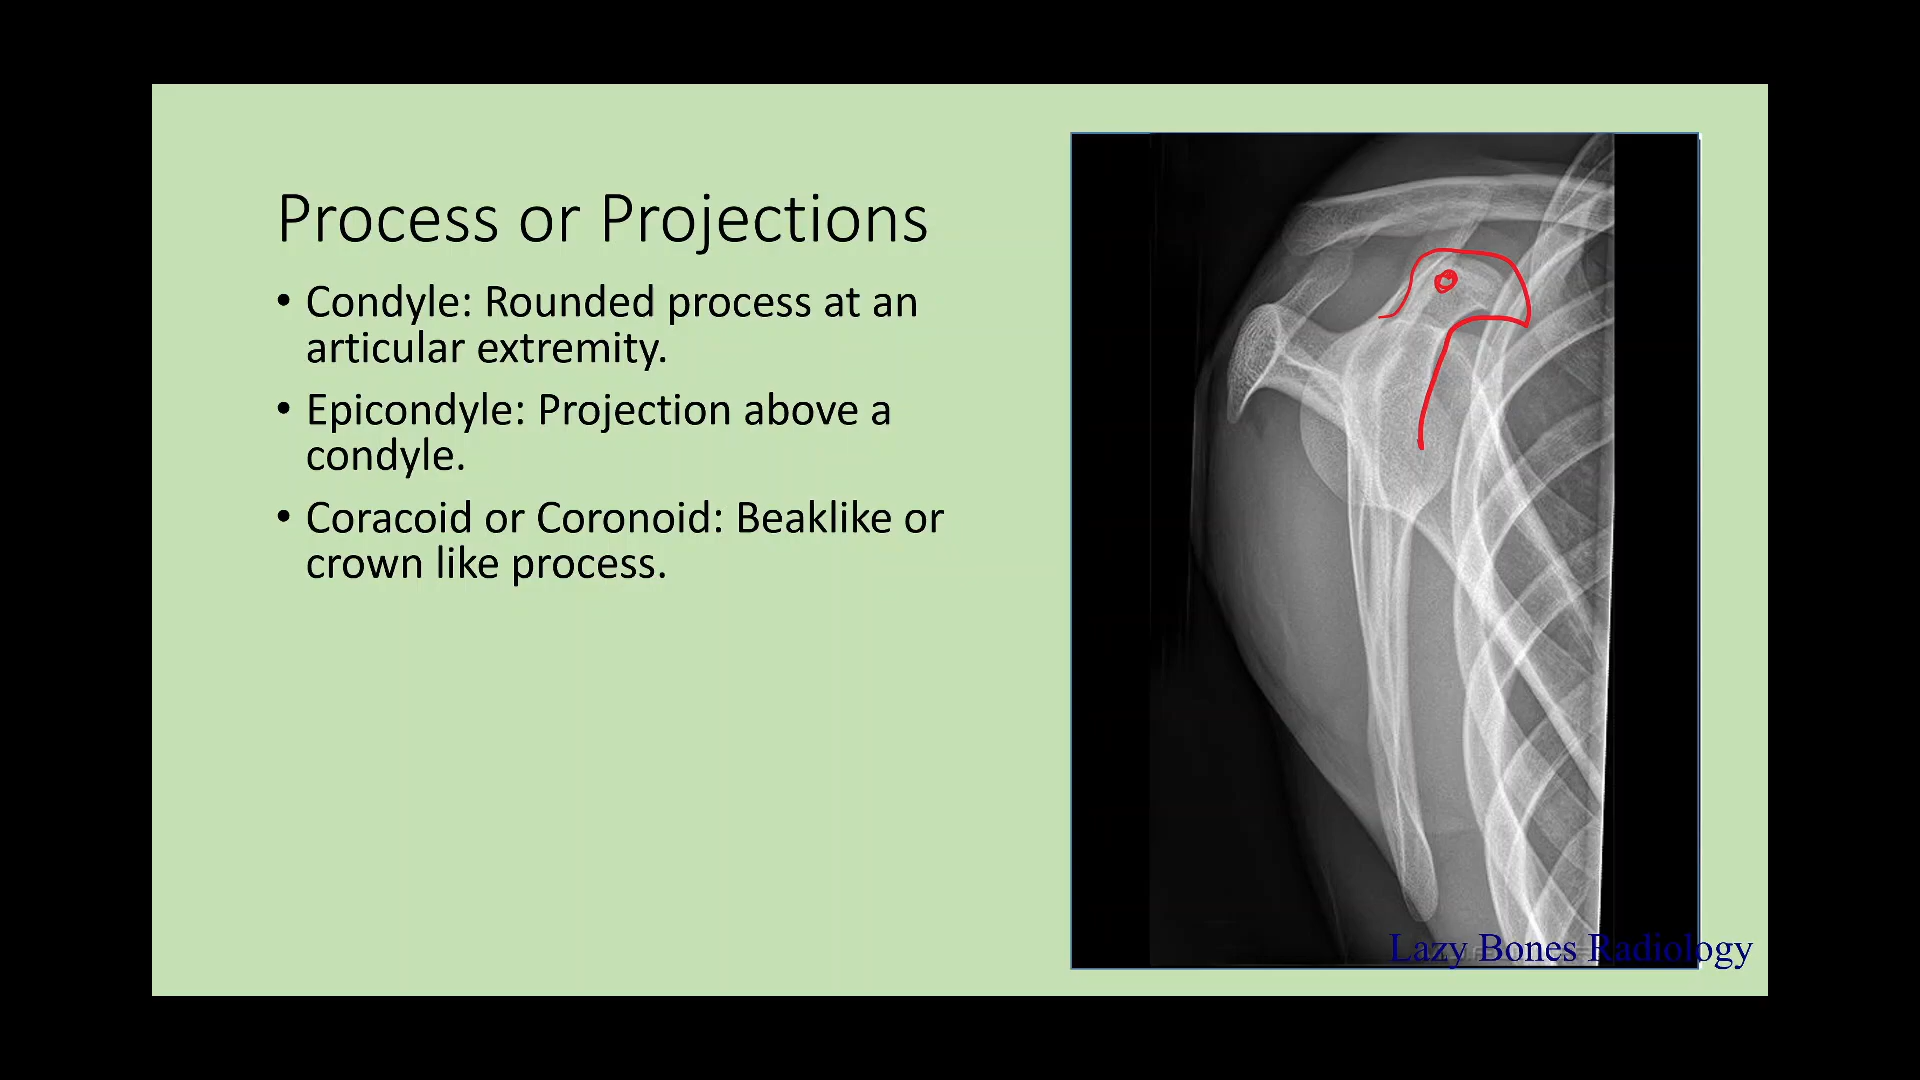 Process or Projections
• Condyle: Rounded process at an
articular extremity.
• Epicondyle: Projection above a
condyle.
• Coracoid or Coronoid: Beaklike or
crown like process.
Lazy Bones Radiology